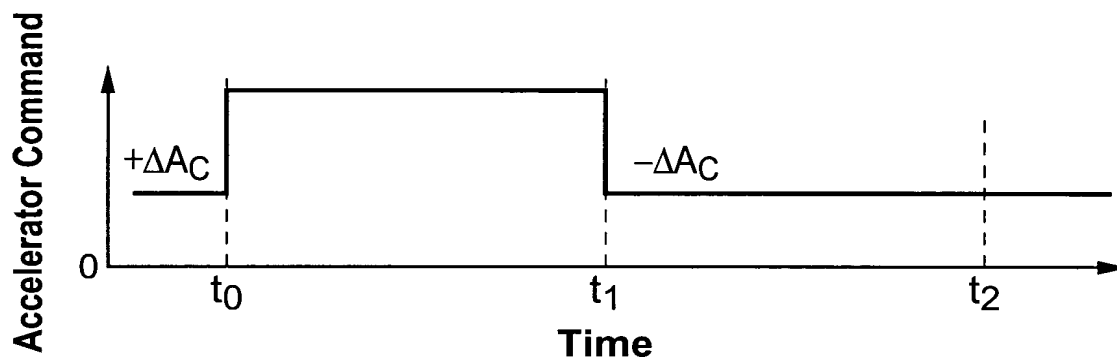 Accelerator Command
+ΔAC
−ΔAC
0
t0
t1
t2
Time